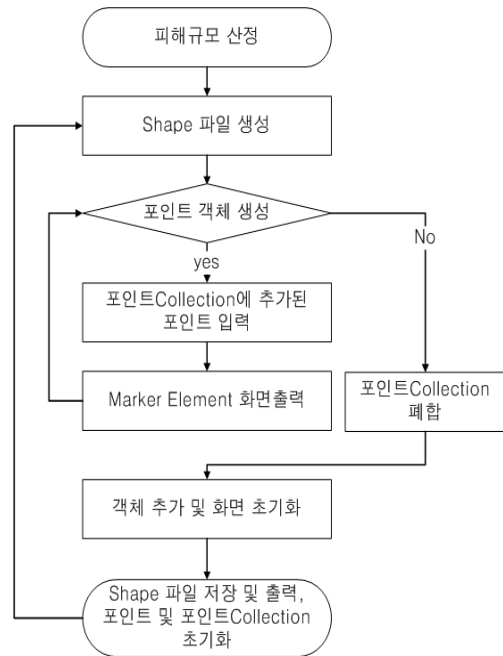 피해규모 산정
Shape 파일 생성
포인트 객체 생성
No
yes
포인트Collection에 추가된
포인트 입력
Marker Element 화면출력
포인트Collection
폐합
객체 추가 및 화면 초기화
Shape 파일 저장 및 출력,
포인트 및 포인트Collection
초기화